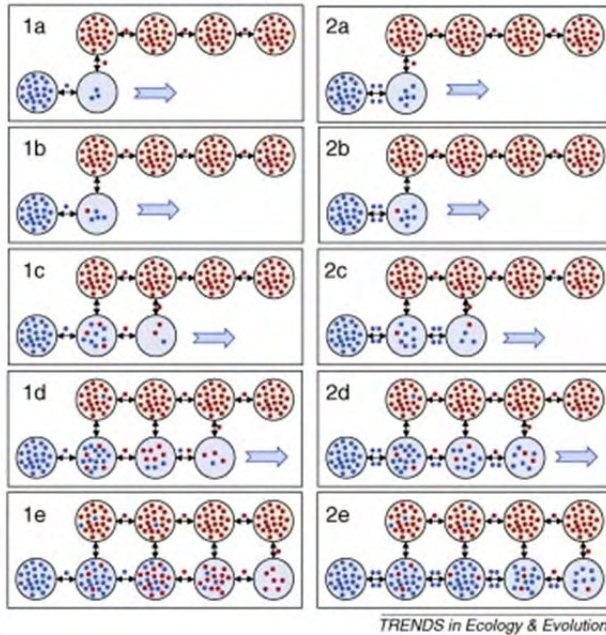 1a
2a
1b
2b
1c
2c
1d
2d
1e
2e
TRENDS in Ecology & Evolution